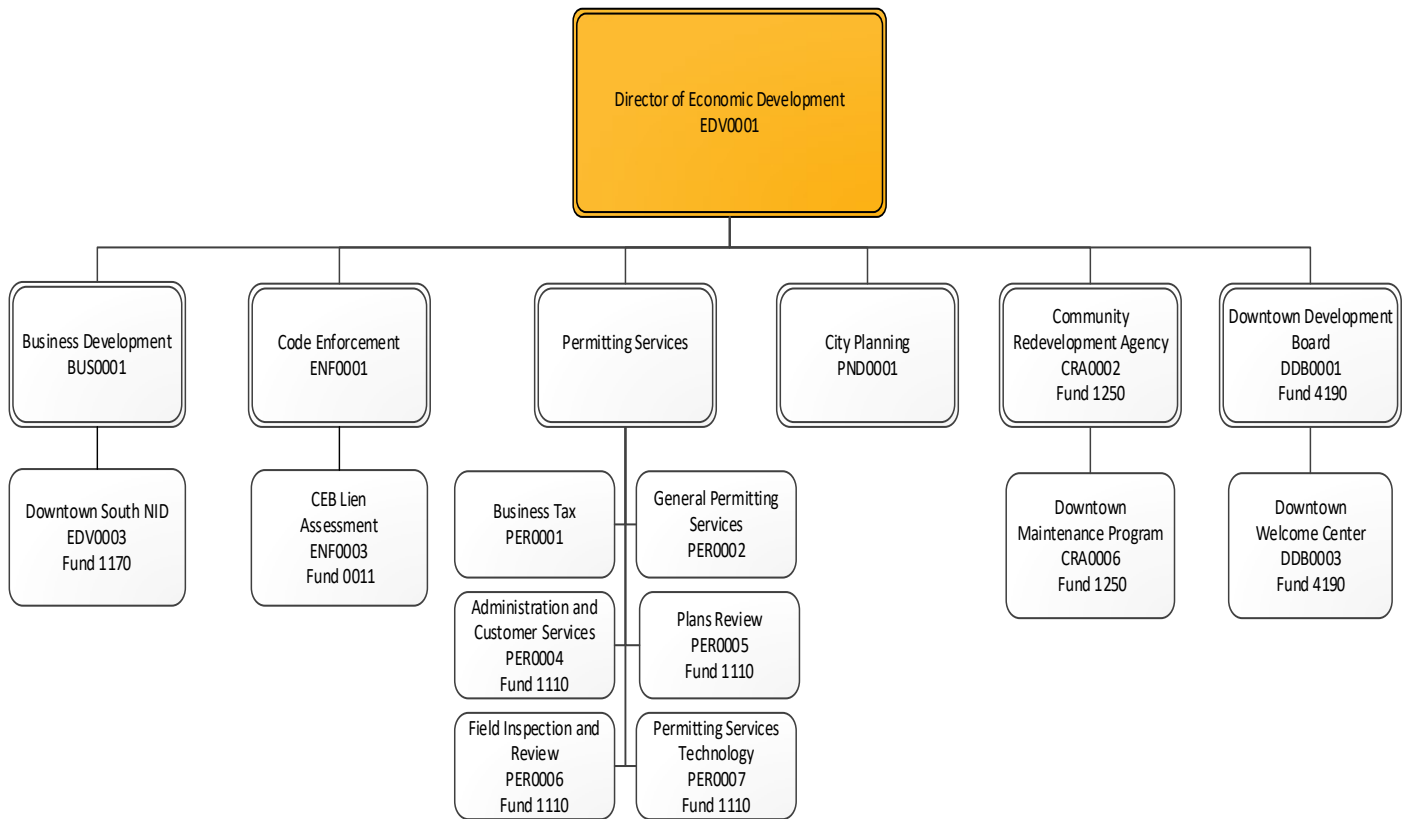 Director of Economic Development
EDV0001
Business Development
BUS0001
Code Enforcement
ENF0001
Permitting Services
City Planning
PND0001
Community
Redevelopment Agency
CRA0002
Fund 1250
Downtown Development
Board
DDB0001
Fund 4190
Downtown South NID
EDV0003
Fund 1170
CEB Lien
Assessment
ENF0003
Fund 0011
Business Tax
PER0001
General Permitting
Services
PER0002
Administration and
Customer Services
PER0004
Fund 1110
Plans Review
PER0005
Fund 1110
Field Inspection and
Review
PER0006
Fund 1110
Permitting Services
Technology
PER0007
Fund 1110
Downtown
Maintenance Program
CRA0006
Fund 1250
Downtown
Welcome Center
DDB0003
Fund 4190